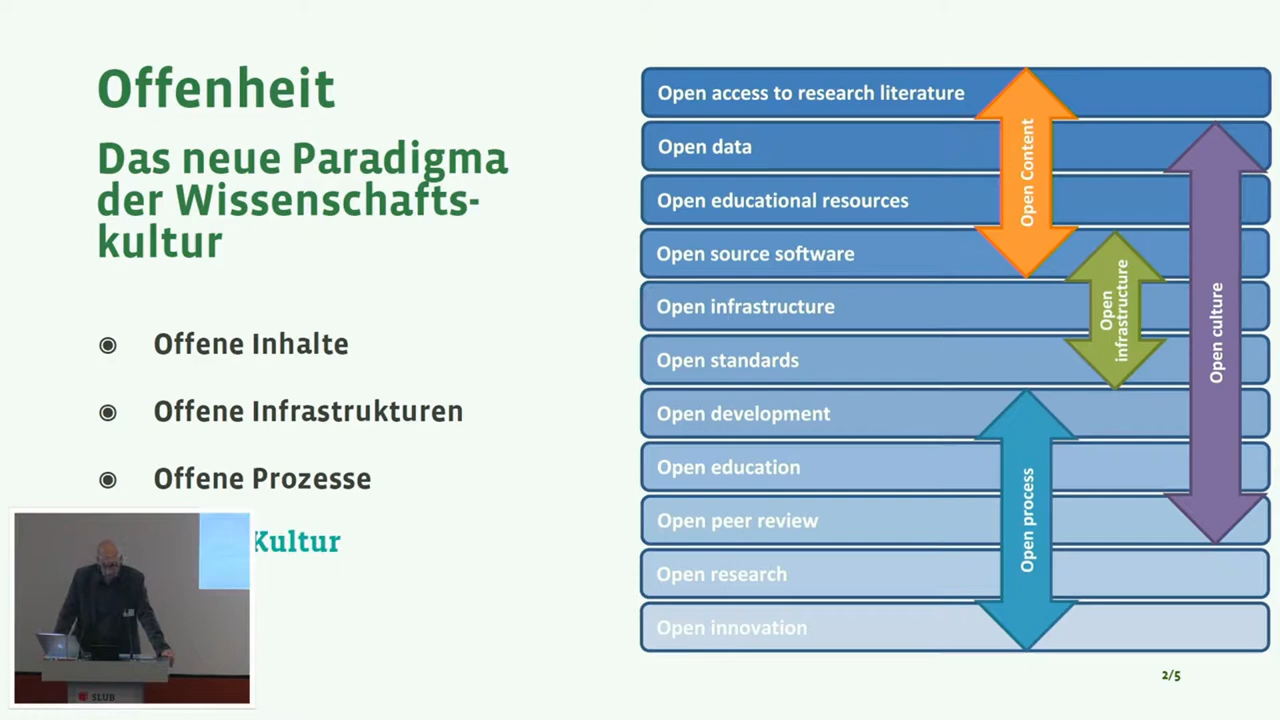 Offenheit
Das neue Paradigma
der Wissenschafts-
kultur
Offene Inhalte
Offene Infrastrukturen
Offene Prozesse
Kultur
SLUB
Open access to research literature
Open data
Open educational resources
Open source software
Open infrastructure
Open standards
Open development
Open education
Open peer review
Open research
Open innovation
Open Content
Open
infrastructure
Open culture
Open process
2/5